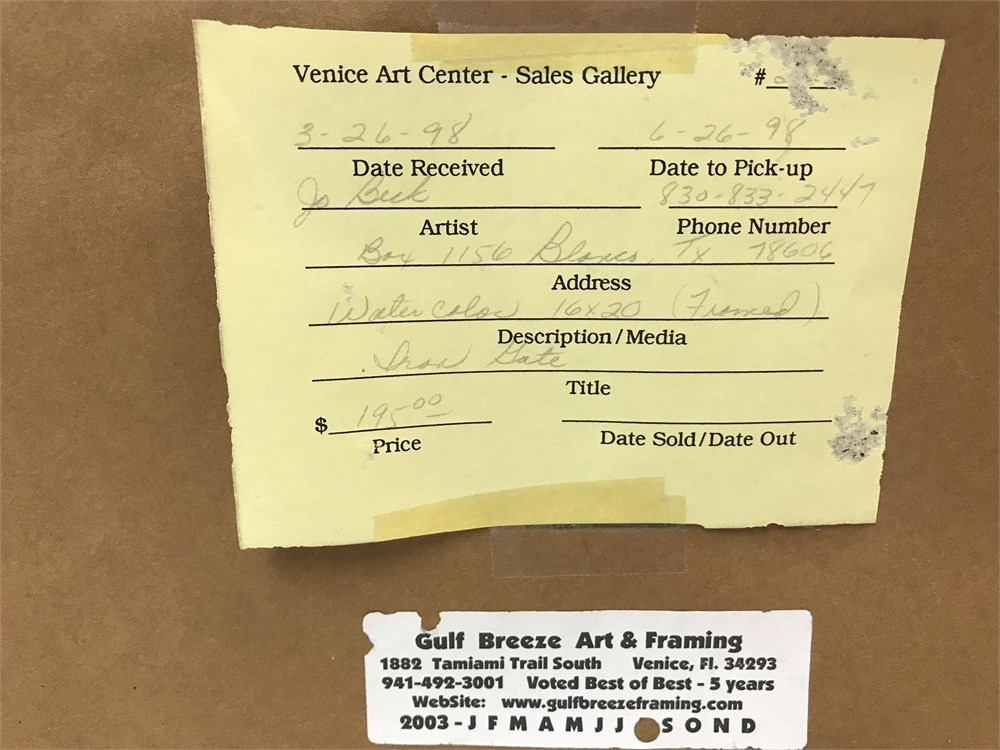 Venice Art Center - Sales Gallery #
3-26-98 6-26-98
Date Received Date to Pick-up
Jo Beck 830-833-2447
Artist Phone Number
Box 1156 Blanco, Tx 78606
Address
Watercolor 16x20 (Framed)
Description/Media
Iron Gate
Title
$ 195.00
Price Date Sold/Date Out
Gulf Breeze Art & Framing
1882 Tamiami Trail South Venice, Fl. 34293
941-492-3001 Voted Best of Best - 5 years
WebSite: www.gulfbreezeframing.com
2003 - J F M A M J J S O N D